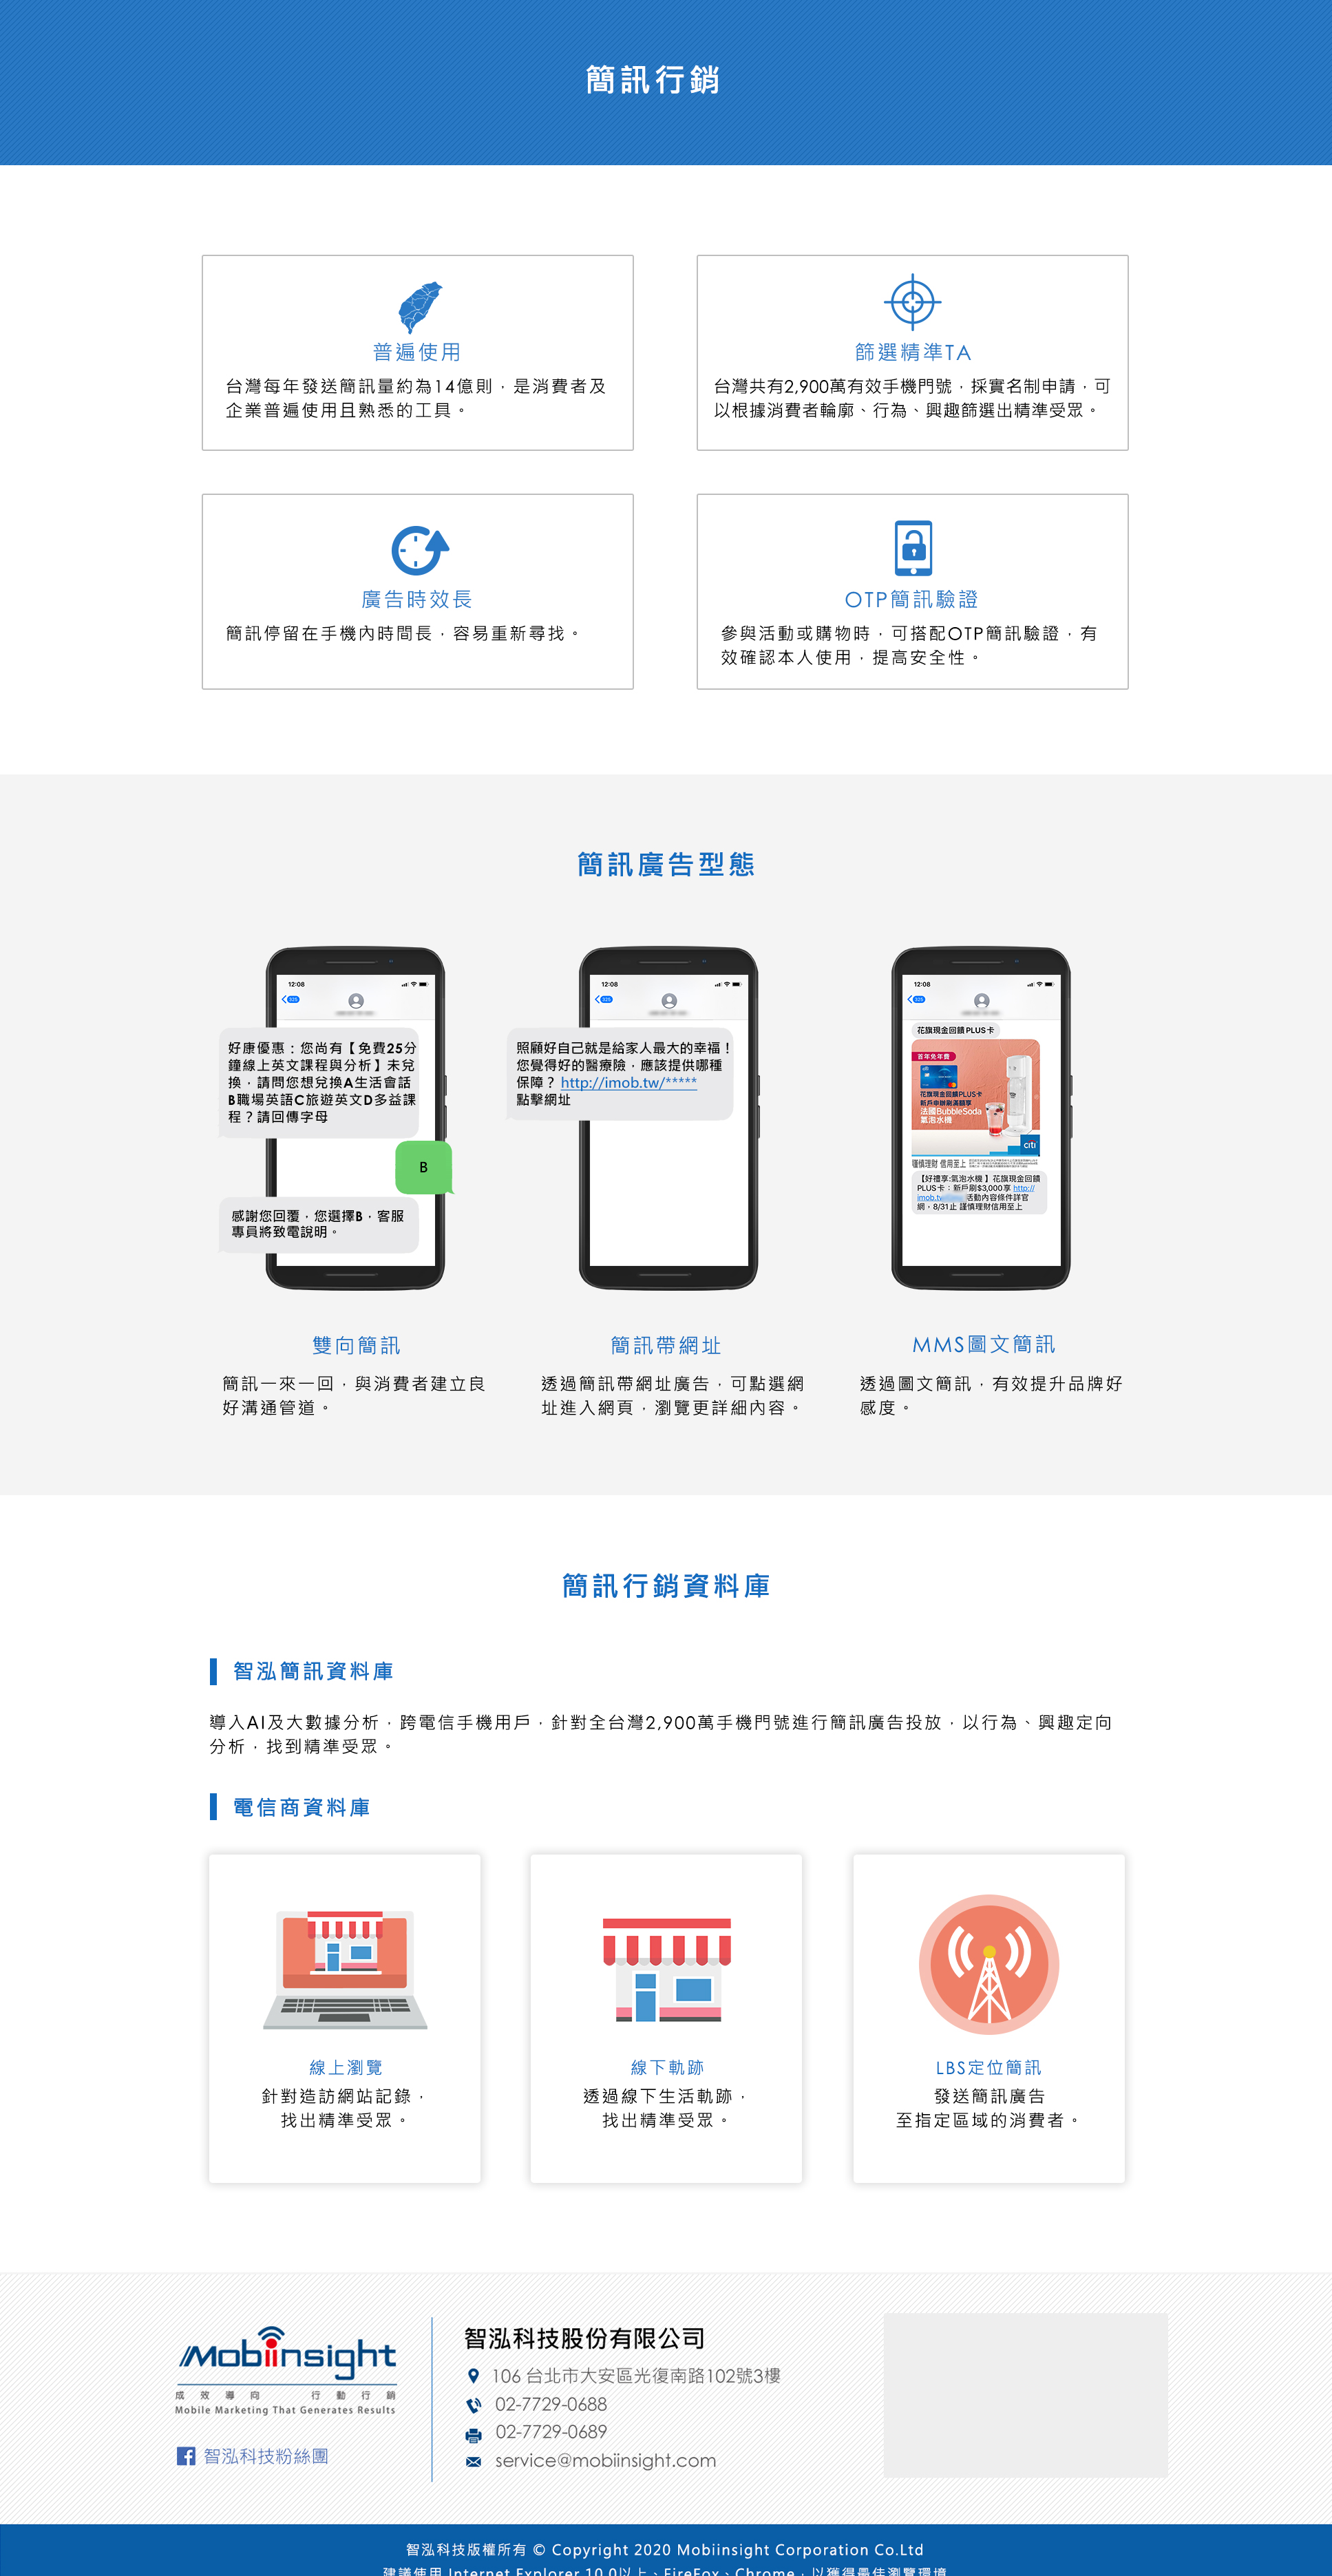 簡訊行銷
普遍使用
台灣每年發送簡訊量約為14億則，是消費者及
企業普遍使用且熟悉的工具。
篩選精準TA
台灣共有2,900萬有效手機門號，採實名制申請，可
以根據消費者輪廓、行為、興趣篩選出精準受眾。
廣告時效長
簡訊停留在手機內時間長，容易重新尋找。
OTP簡訊驗證
參與活動或購物時，可搭配OTP簡訊驗證，有
效確認本人使用，提高安全性。
簡訊廣告型態
12:08
325
好康優惠：您尚有【免費25分
鐘線上英文課程與分析】未兌
換，請問您想兌換A生活會話
B職場英語C旅遊英文D多益課
程？請回傳字母
B
感謝您回覆，您選擇B，客服
專員將致電說明。
雙向簡訊
簡訊一來一回，與消費者建立良
好溝通管道。
12:08
325
照顧好自己就是給家人最大的幸福！
您覺得好的醫療險，應該提供哪種
保障？http://imob.tw/*****
點擊網址
簡訊帶網址
透過簡訊帶網址廣告，可點選網
址進入網頁，瀏覽更詳細內容。
12:08
325
花旗現金回饋 PLUS 卡
首年免年費
花旗現金回饋PLUS卡
新戶申辦刷滿額享
法國BubbleSoda
氣泡水機
citi
謹慎理財 信用至上
【好禮享:氣泡水機 】花旗現金回饋
PLUS卡：新戶刷$3,000享 http://
imob.tw 活動內容條件詳官
網，8/31止 謹慎理財信用至上
MMS圖文簡訊
透過圖文簡訊，有效提升品牌好
感度。
簡訊行銷資料庫
智泓簡訊資料庫
導入AI及大數據分析，跨電信手機用戶，針對全台灣2,900萬手機門號進行簡訊廣告投放，以行為、興趣定向
分析，找到精準受眾。
電信商資料庫
線上瀏覽
針對造訪網站記錄，
找出精準受眾。
線下軌跡
透過線下生活軌跡，
找出精準受眾。
LBS定位簡訊
發送簡訊廣告
至指定區域的消費者。
Mobiinsight
成效導向 行動行銷
Mobile Marketing That Generates Results
智泓科技粉絲團
智泓科技股份有限公司
106 台北市大安區光復南路102號3樓
02-7729-0688
02-7729-0689
service@mobiinsight.com
智泓科技版權所有 © Copyright 2020 Mobiinsight Corporation Co.Ltd
建議使用 Internet Explorer 10.0以上、FireFox、Chrome，以獲得最佳瀏覽環境